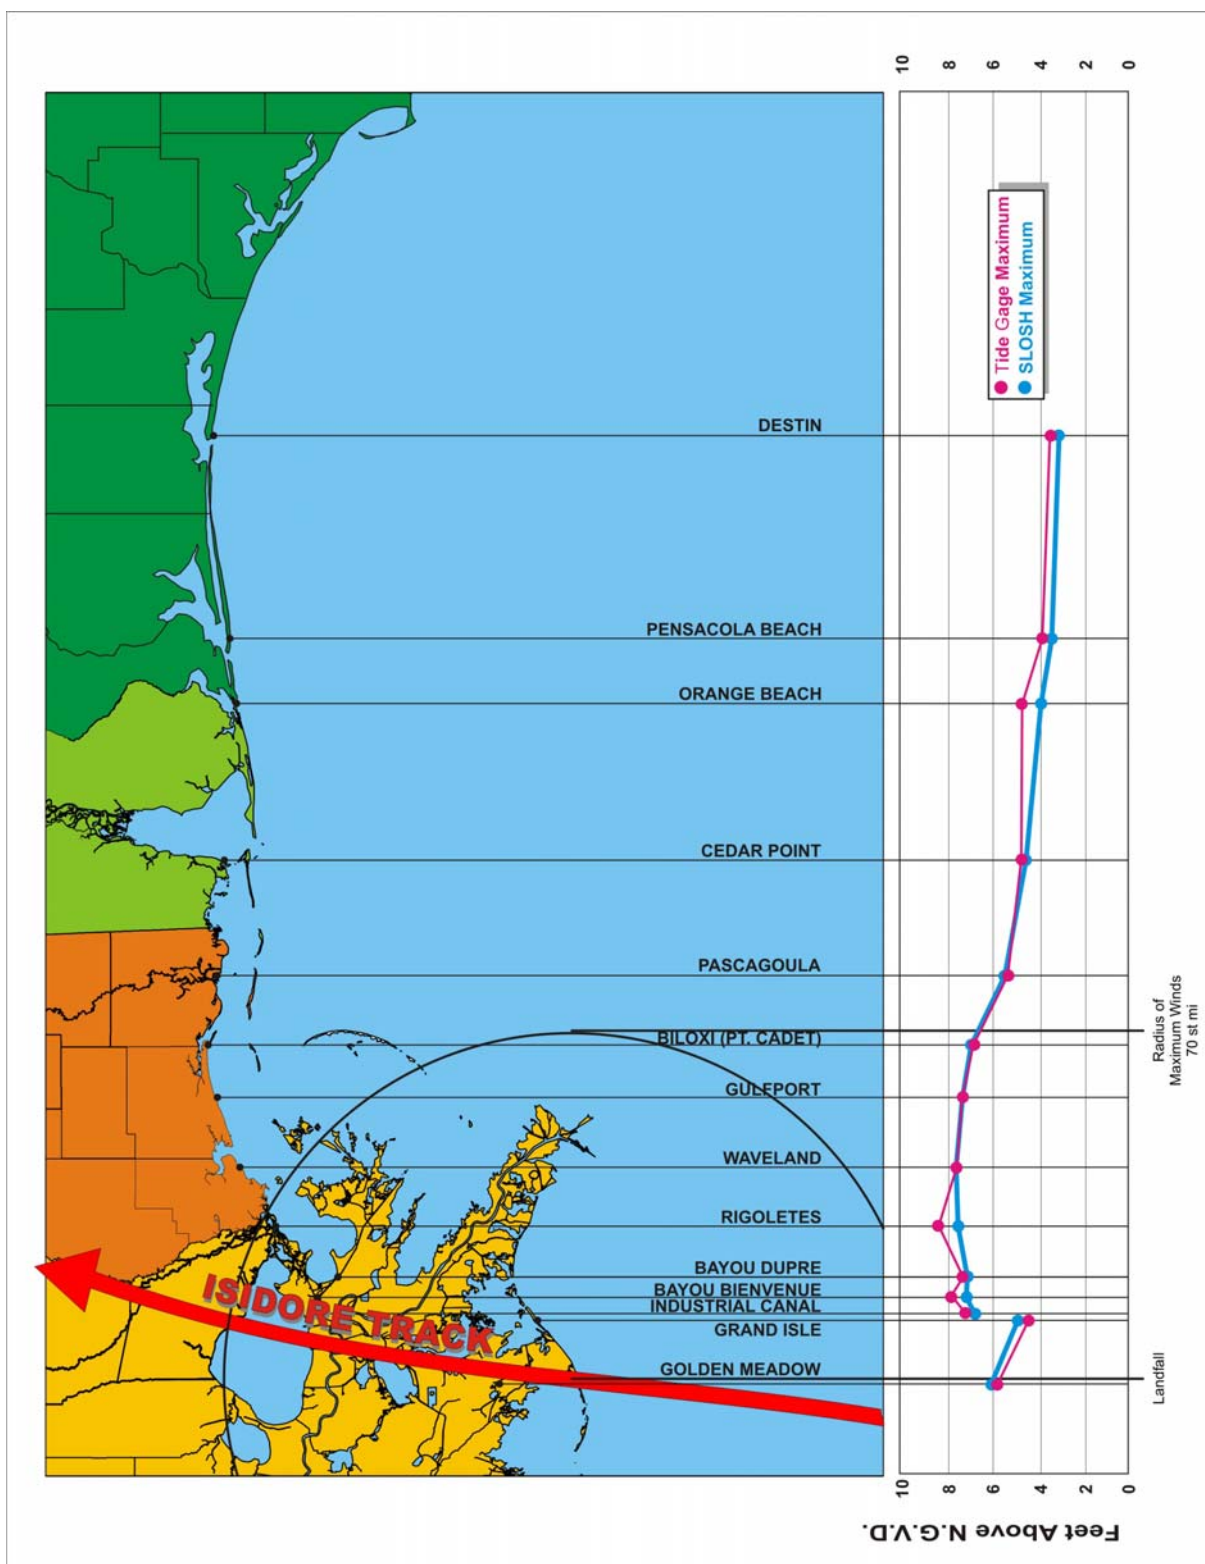 10
8
6
4
2
0
Tide Gage Maximum
SLOSH Maximum
DESTIN
PENSACOLA BEACH
ORANGE BEACH
CEDAR POINT
PASCAGOULA
Radius of
Maximum Winds
70 st mi
BILOXI (PT. CADET)
GULFPORT
WAVELAND
RIGOLETES
BAYOU DUPRE
BAYOU BIENVENUE
INDUSTRIAL CANAL
GRAND ISLE
GOLDEN MEADOW
ISIDORE TRACK
Landfall
10
8
6
4
2
0
Feet Above N.G.V.D.